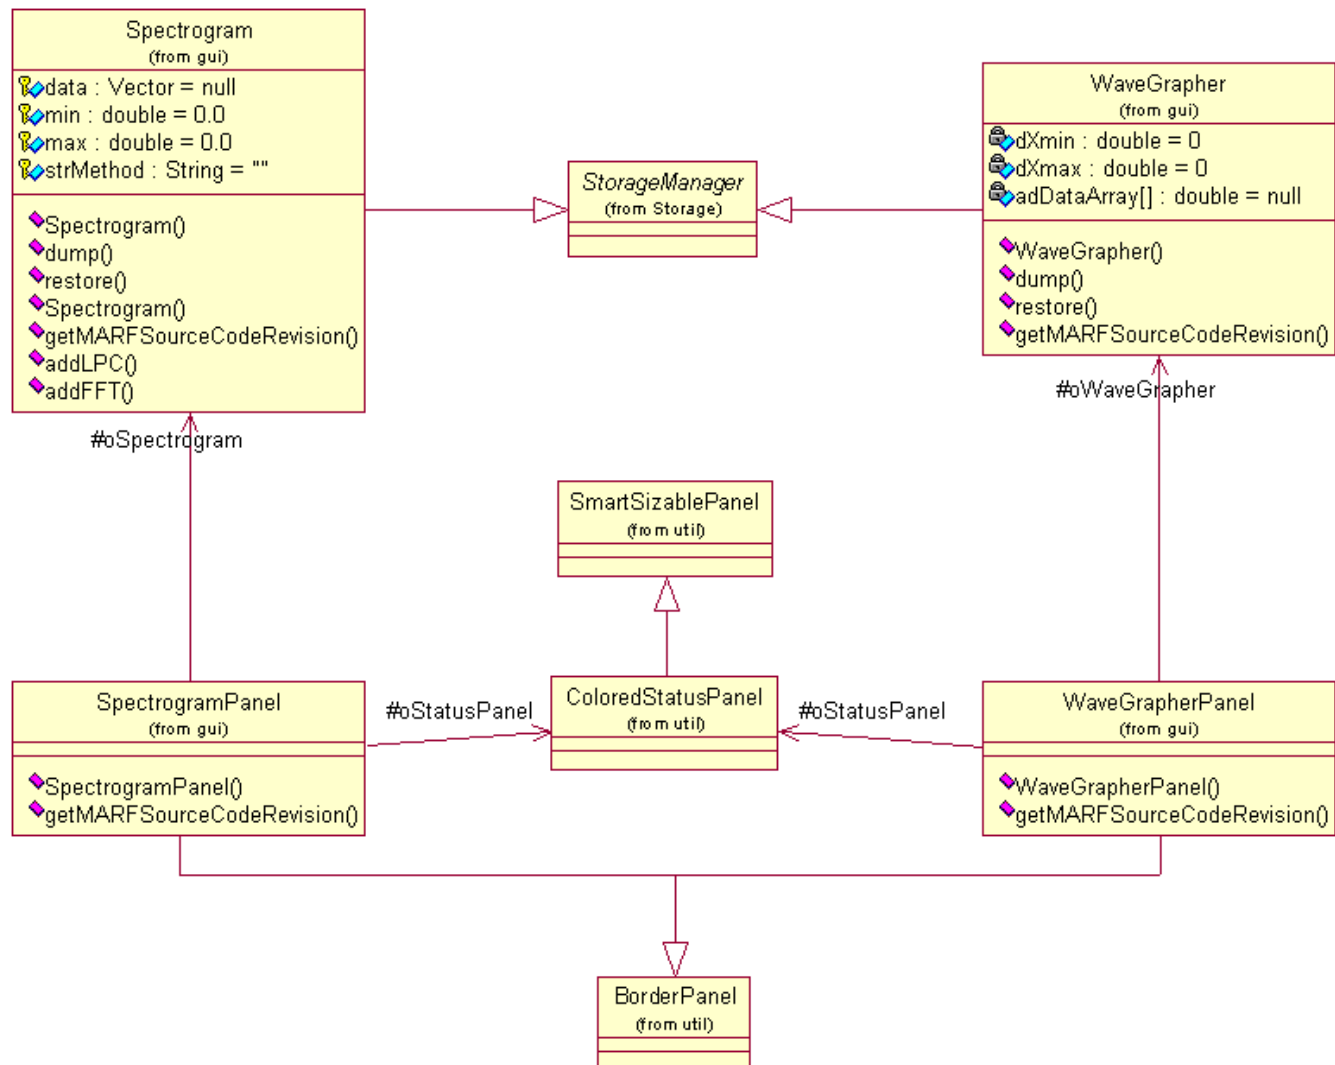 Spectrogram
(from gui)
data : Vector = null
min : double = 0.0
max : double = 0.0
strMethod : String = ""
Spectrogram()
dump()
restore()
Spectrogram()
getMARFSourceCodeRevision()
addLPC()
addFFT()
StorageManager
(from Storage)
WaveGrapher
(from gui)
dXmin : double = 0
dXmax : double = 0
adDataArray[] : double = null
WaveGrapher()
dump()
restore()
getMARFSourceCodeRevision()
#oSpectrogram
#oWaveGrapher
SmartSizablePanel
(from util)
SpectrogramPanel
(from gui)
SpectrogramPanel()
getMARFSourceCodeRevision()
#oStatusPanel
ColoredStatusPanel
(from util)
#oStatusPanel
WaveGrapherPanel
(from gui)
WaveGrapherPanel()
getMARFSourceCodeRevision()
BorderPanel
(from util)